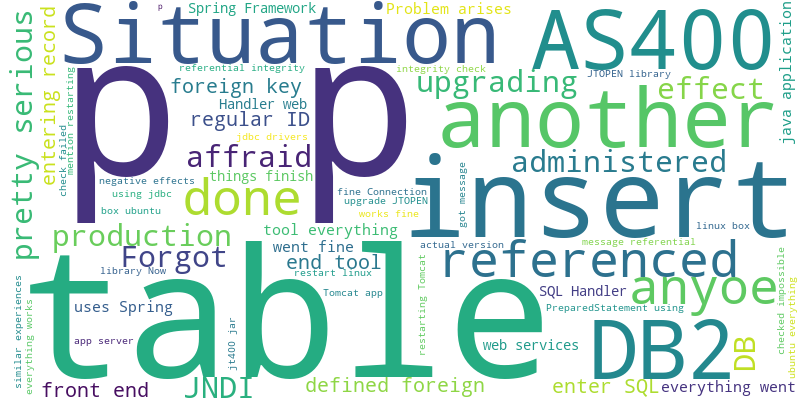 p
Spring Framework
Problem arises
Situation
AS400
pretty serious
entering record
java application
referential integrity
integrity check
JTOPEN library
mention restarting
p p
foreign key
upgrading
effect
Handler web
another
regular ID
check failed
jdbc drivers
affraid
administered
things finish
got message
negative effects
fine Connection
using jdbc
upgrade JTOPEN
done
insert
box ubuntu
works fine
linux box
production
tool everything
message referential
went fine
actual version
Forgot
end tool
referenced
library Now
restart linux
restarting Tomcat
checked impossible
table
anyoe
similar experiences
everything works
uses Spring
Tomcat app
SQL Handler
PreparedStatement using
ubuntu everything
jt400 jar
DB2
DB
app server
web services
front end
JNDI
defined foreign
enter SQL
everything went